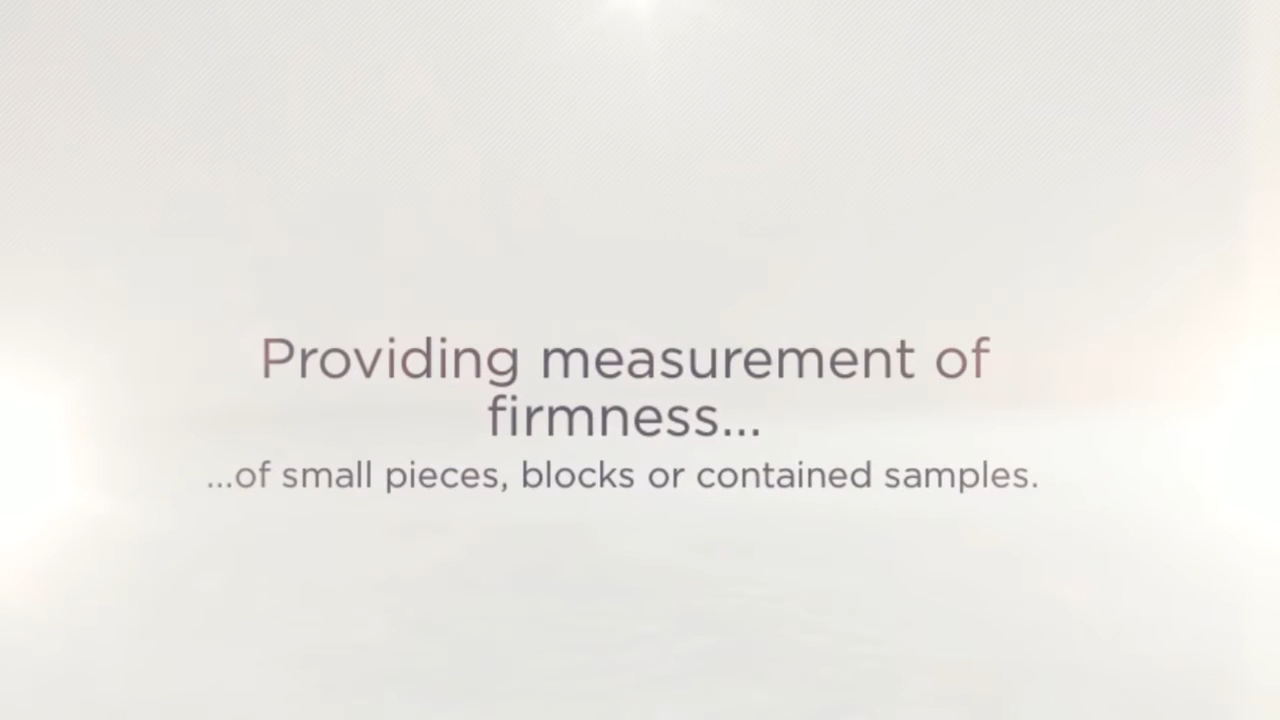 Providing measurement of
firmness...
...of small pieces, blocks or contained samples.